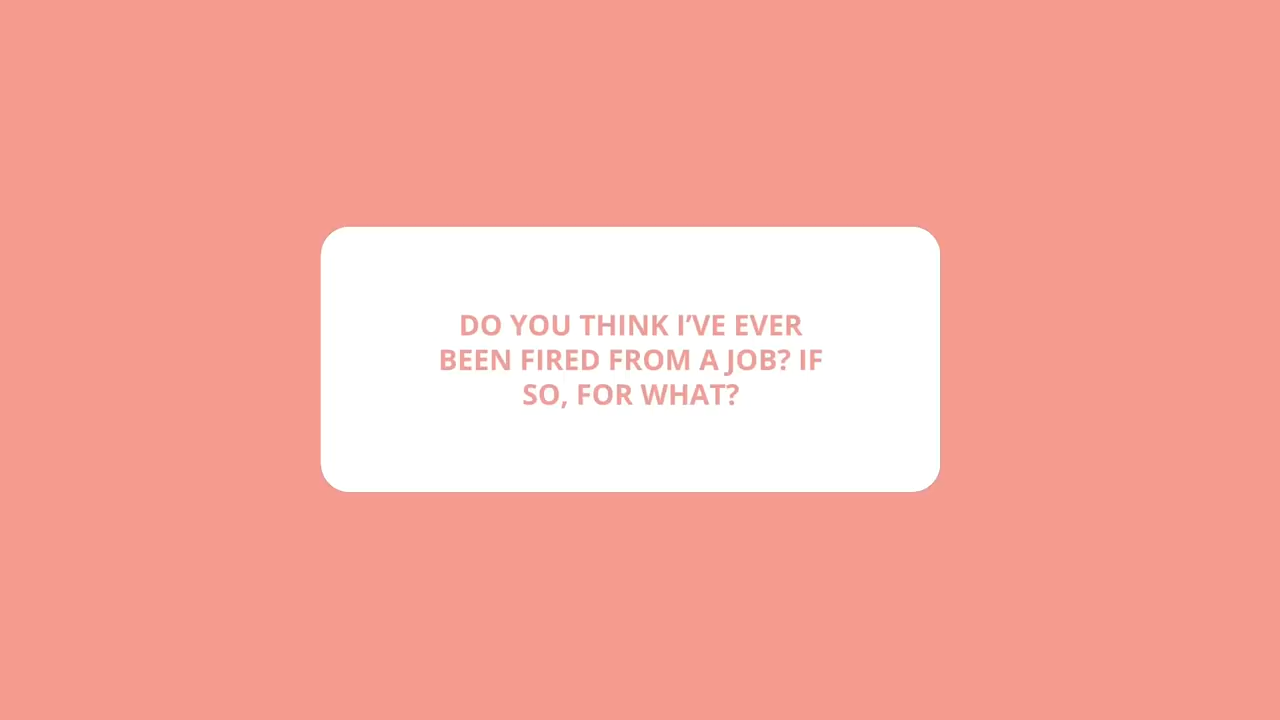 DO YOU THINK I’VE EVER
BEEN FIRED FROM A JOB? IF
SO, FOR WHAT?